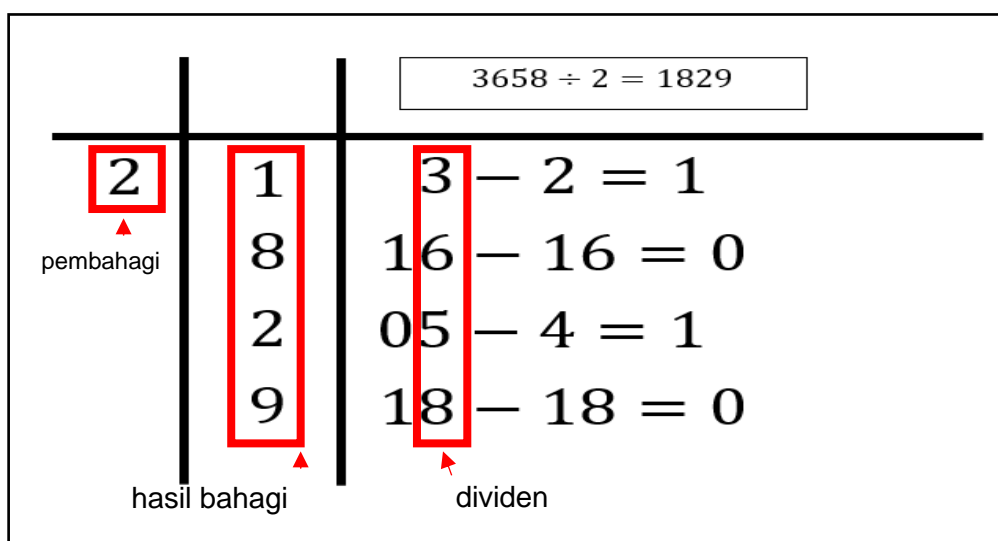 3658 ÷ 2 = 1829
2 1 3 − 2 = 1
8 16 − 16 = 0
pembahagi
2 05 − 4 = 1
9 18 − 18 = 0
hasil bahagi dividen